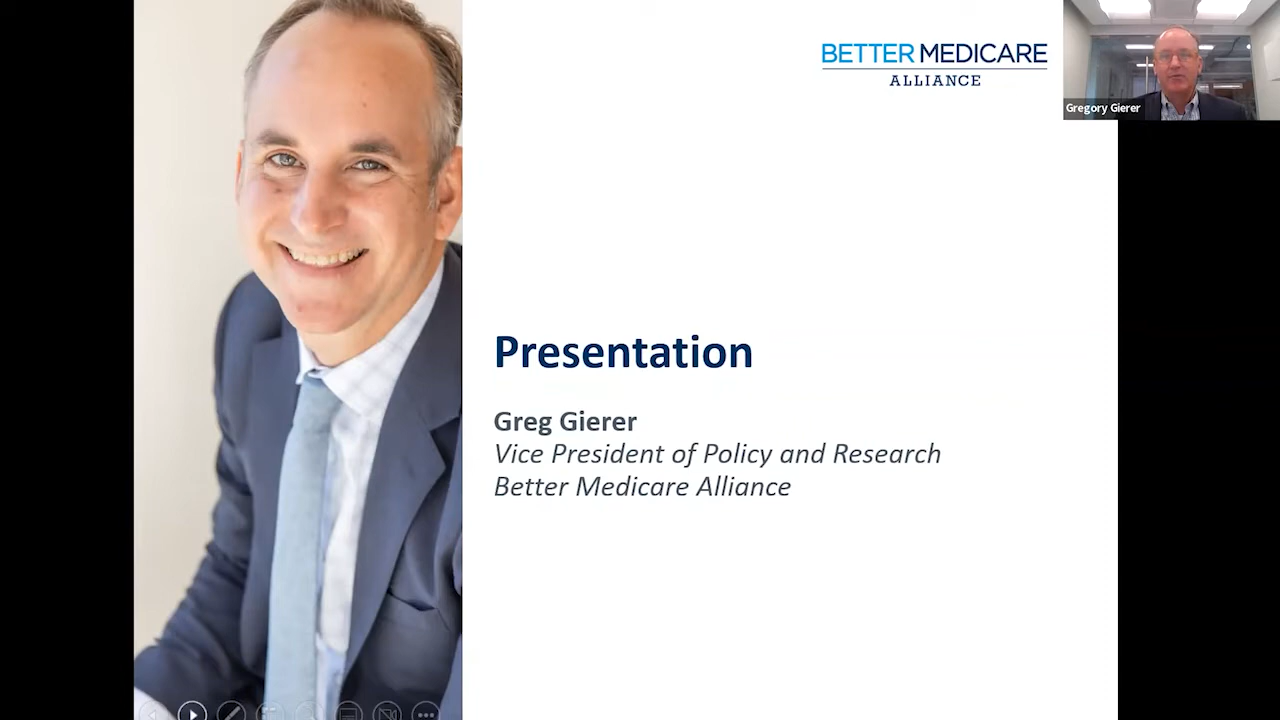 BETTER MEDICARE
ALLIANCE
Gregory Gierer
Presentation
Greg Gierer
Vice President of Policy and Research
Better Medicare Alliance